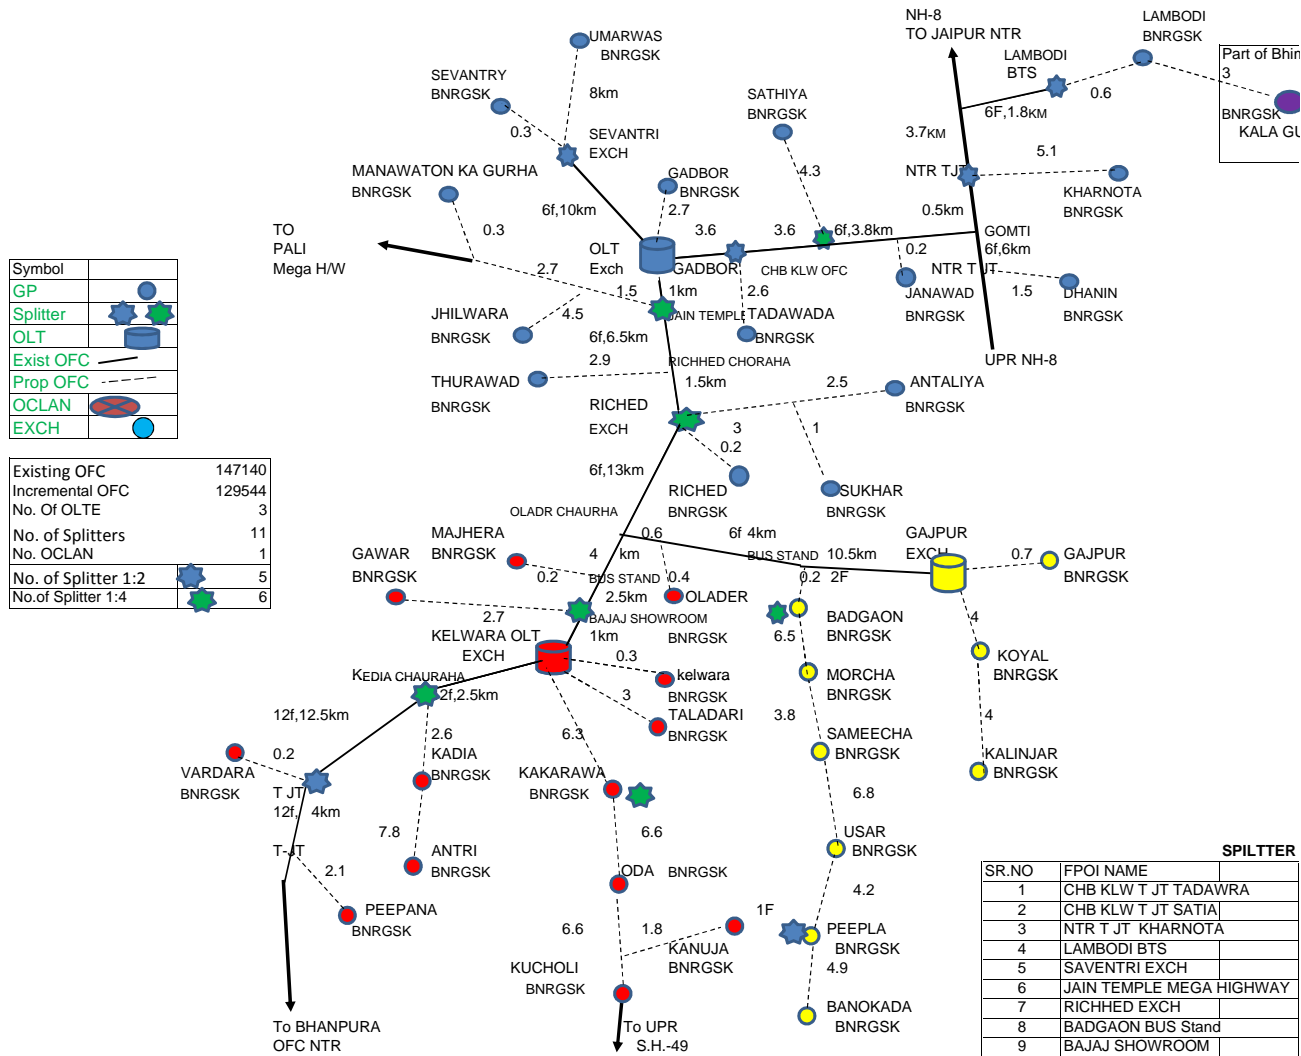 NH-8
TO JAIPUR NTR
LAMBODI
BNRGSK
LAMBODI
BTS
Part of Bhim
3
BNRGSK
KALA GU
0.6
6F,1.8KM
3.7KM
5.1
NTR TJT
KHARNOTA
BNRGSK
0.5km
GOMTI
6f,6km
NTR T JT
1.5
DHANIN
BNRGSK
UPR NH-8
UMARWAS
BNRGSK
SEVANTRY
BNRGSK
8km
0.3
SEVANTRI
EXCH
SATHIYA
BNRGSK
4.3
MANAWATON KA GURHA
BNRGSK
GADBOR
BNRGSK
2.7
6f,10km
0.3
TO
PALI
Mega H/W
OLT
Exch
GADBOR
3.6
3.6
6f,3.8km
CHB KLW OFC
0.2
JANAWAD
BNRGSK
2.7
1.5
1km
2.6
4.5
JAIN TEMPLE
TADAWADA
BNRGSK
JHILWARA
BNRGSK
6f,6.5km
2.9
RICHHED CHORAHA
1.5km
THURAWAD
BNRGSK
2.5
ANTALIYA
BNRGSK
RICHED
EXCH
3
0.2
1
6f,13km
RICHED
BNRGSK
SUKHAR
BNRGSK
Symbol
GP
Splitter
OLT
Exist OFC
Prop OFC
OCLAN
EXCH
Existing OFC 147140
Incremental OFC 129544
No. Of OLTE 3
No. of Splitters 11
No. OCLAN 1
No. of Splitter 1:2 5
No.of Splitter 1:4 6
OLADR CHAURHA
MAJHERA
BNRGSK
0.6
6f 4km
GAJPUR
EXCH
GAWAR
BNRGSK
4 km
BUS STAND
10.5km
0.7
GAJPUR
BNRGSK
0.2
BUS STAND
0.4
0.2 2F
2.5km
OLADER
BNRGSK
2.7
BAJAJ SHOWROOM
BADGAON
BNRGSK
6.5
4
KELWARA OLT
EXCH
1km
0.3
KOYAL
BNRGSK
KEDIA CHAURAHA
2f,2.5km
kelwara
BNRGSK
MORCHA
BNRGSK
12f,12.5km
3
TALADARI
BNRGSK
3.8
4
2.6
6.3
SAMEECHA
BNRGSK
KALINJAR
BNRGSK
0.2
VARDARA
BNRGSK
KADIA
BNRGSK
KAKARAWA
BNRGSK
T JT
12f, 4km
6.8
7.8
6.6
USAR
BNRGSK
T-JT
2.1
ANTRI
BNRGSK
ODA BNRGSK
4.2
PEEPANA
BNRGSK
1F
6.6
1.8
KANUJA
BNRGSK
PEEPLA
BNRGSK
KUCHOLI
BNRGSK
4.9
BANOKADA
BNRGSK
To BHANPURA
OFC NTR
To UPR
S.H.-49
SPILTTER
SR.NO FPOI NAME
1 CHB KLW T JT TADAWRA
2 CHB KLW T JT SATIA
3 NTR T JT KHARNOTA
4 LAMBODI BTS
5 SAVENTRI EXCH
6 JAIN TEMPLE MEGA HIGHWAY
7 RICHHED EXCH
8 BADGAON BUS Stand
9 BAJAJ SHOWROOM